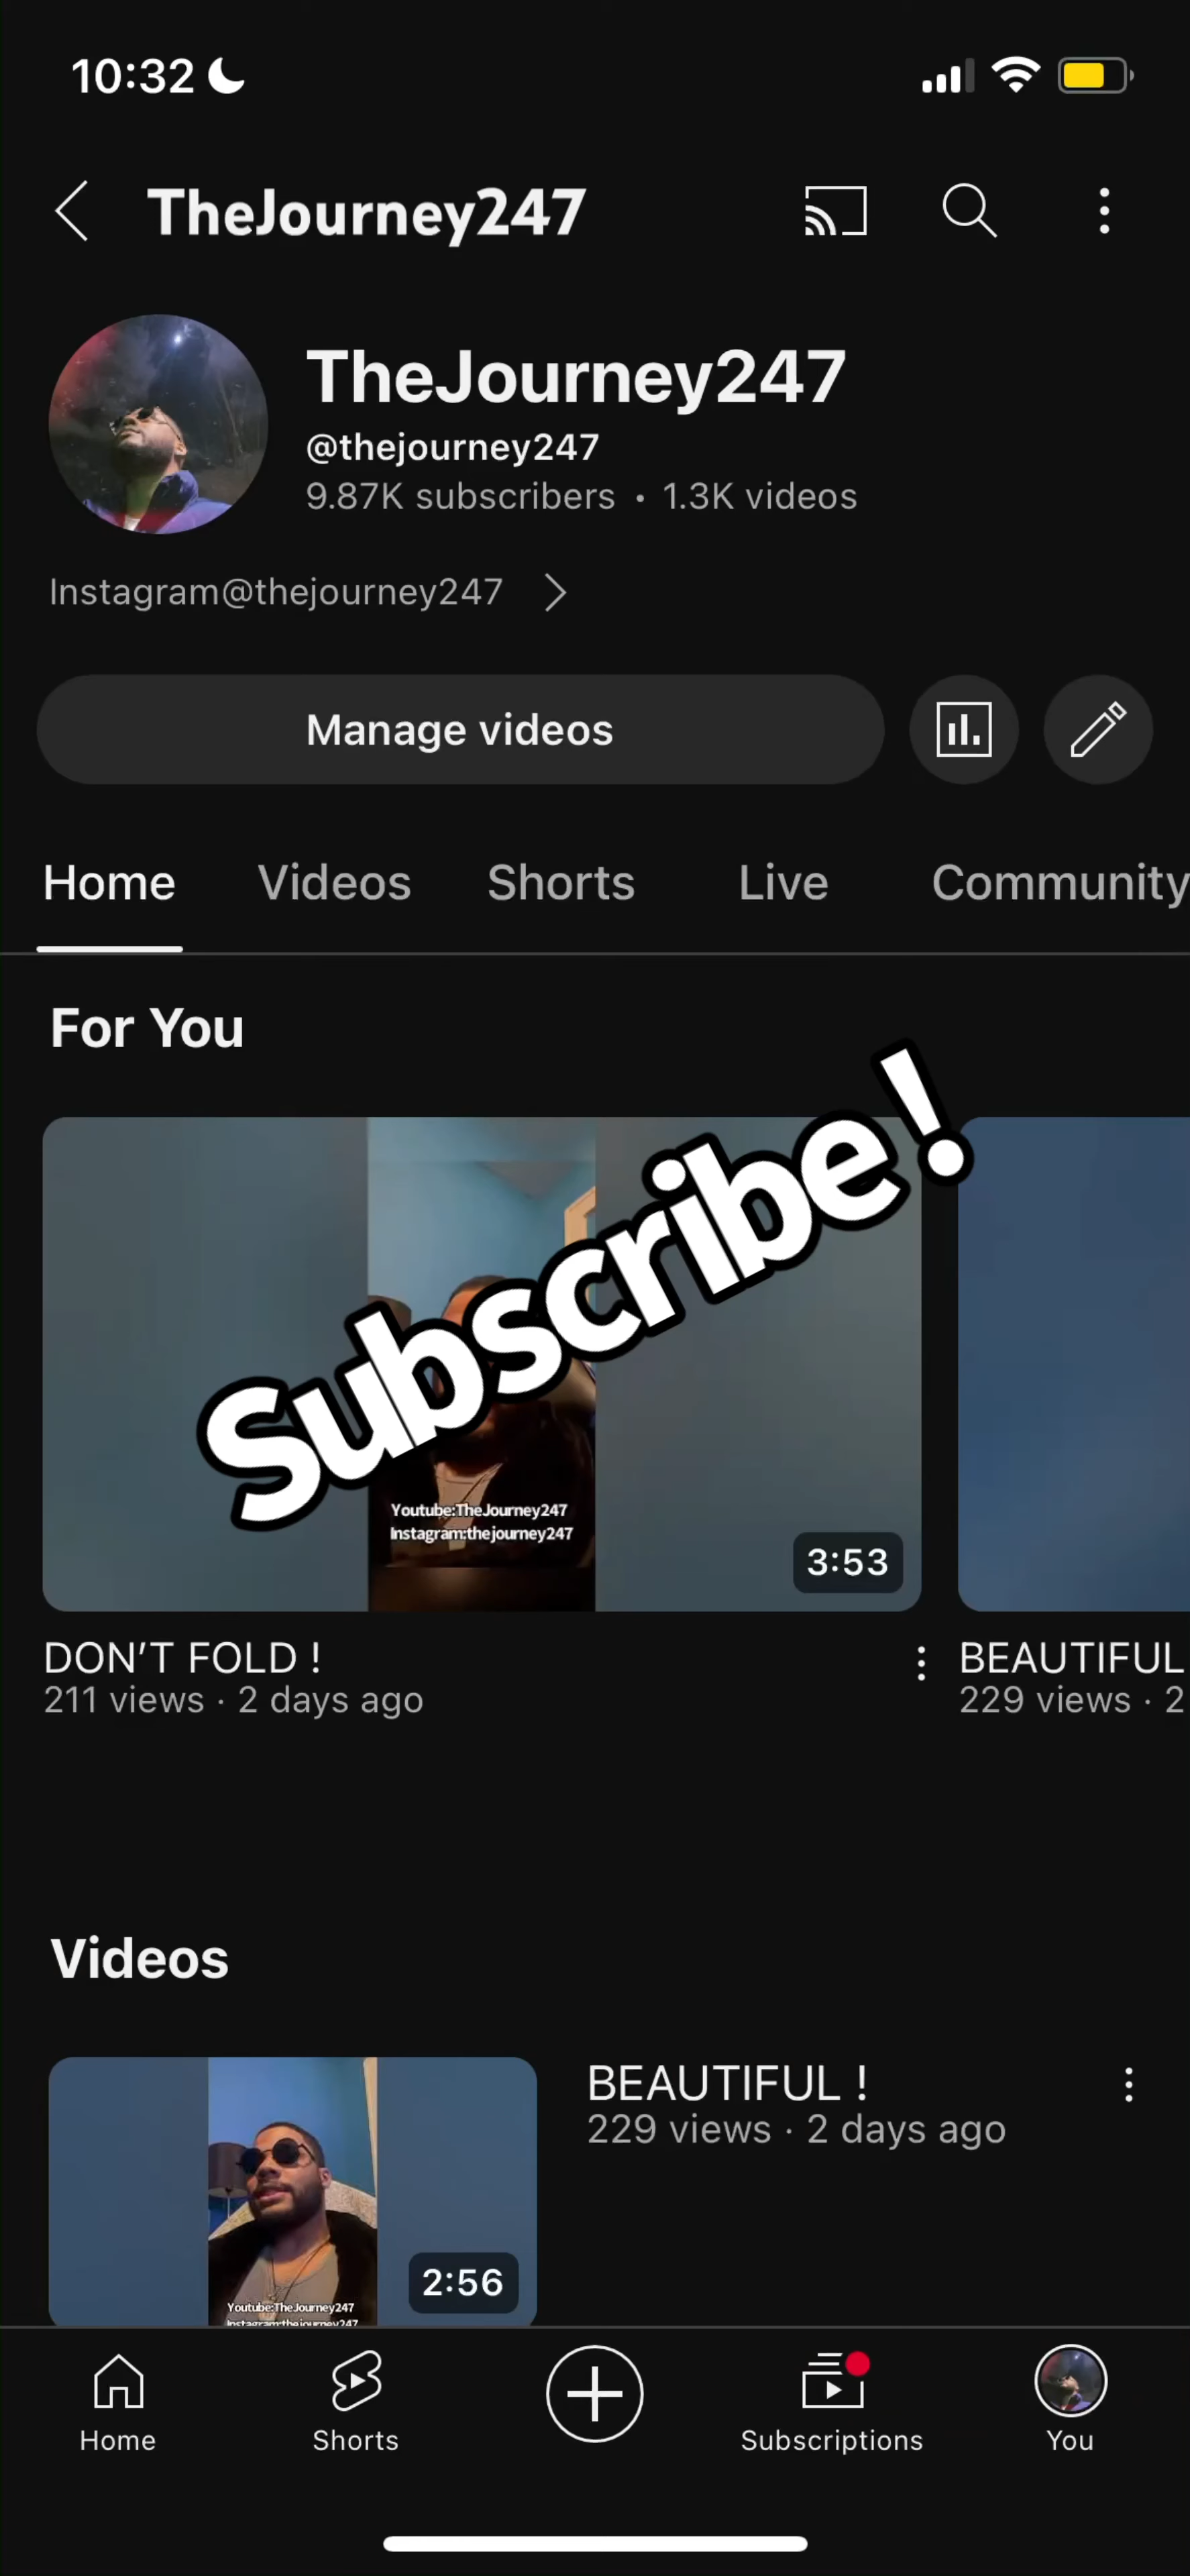 10:32
TheJourney247
TheJourney247
@thejourney247
9.87K subscribers • 1.3K videos
Instagram@thejourney247
Manage videos
Home Videos Shorts Live Community
For You
Subscribe!
Youtube:TheJourney247
Instagram:thejourney247
3:53
DON’T FOLD !
211 views · 2 days ago
BEAUTIFUL
229 views · 2
Videos
BEAUTIFUL !
229 views · 2 days ago
2:56
Youtube:TheJourney247
Instagram:thejourney247
Home Shorts Subscriptions You